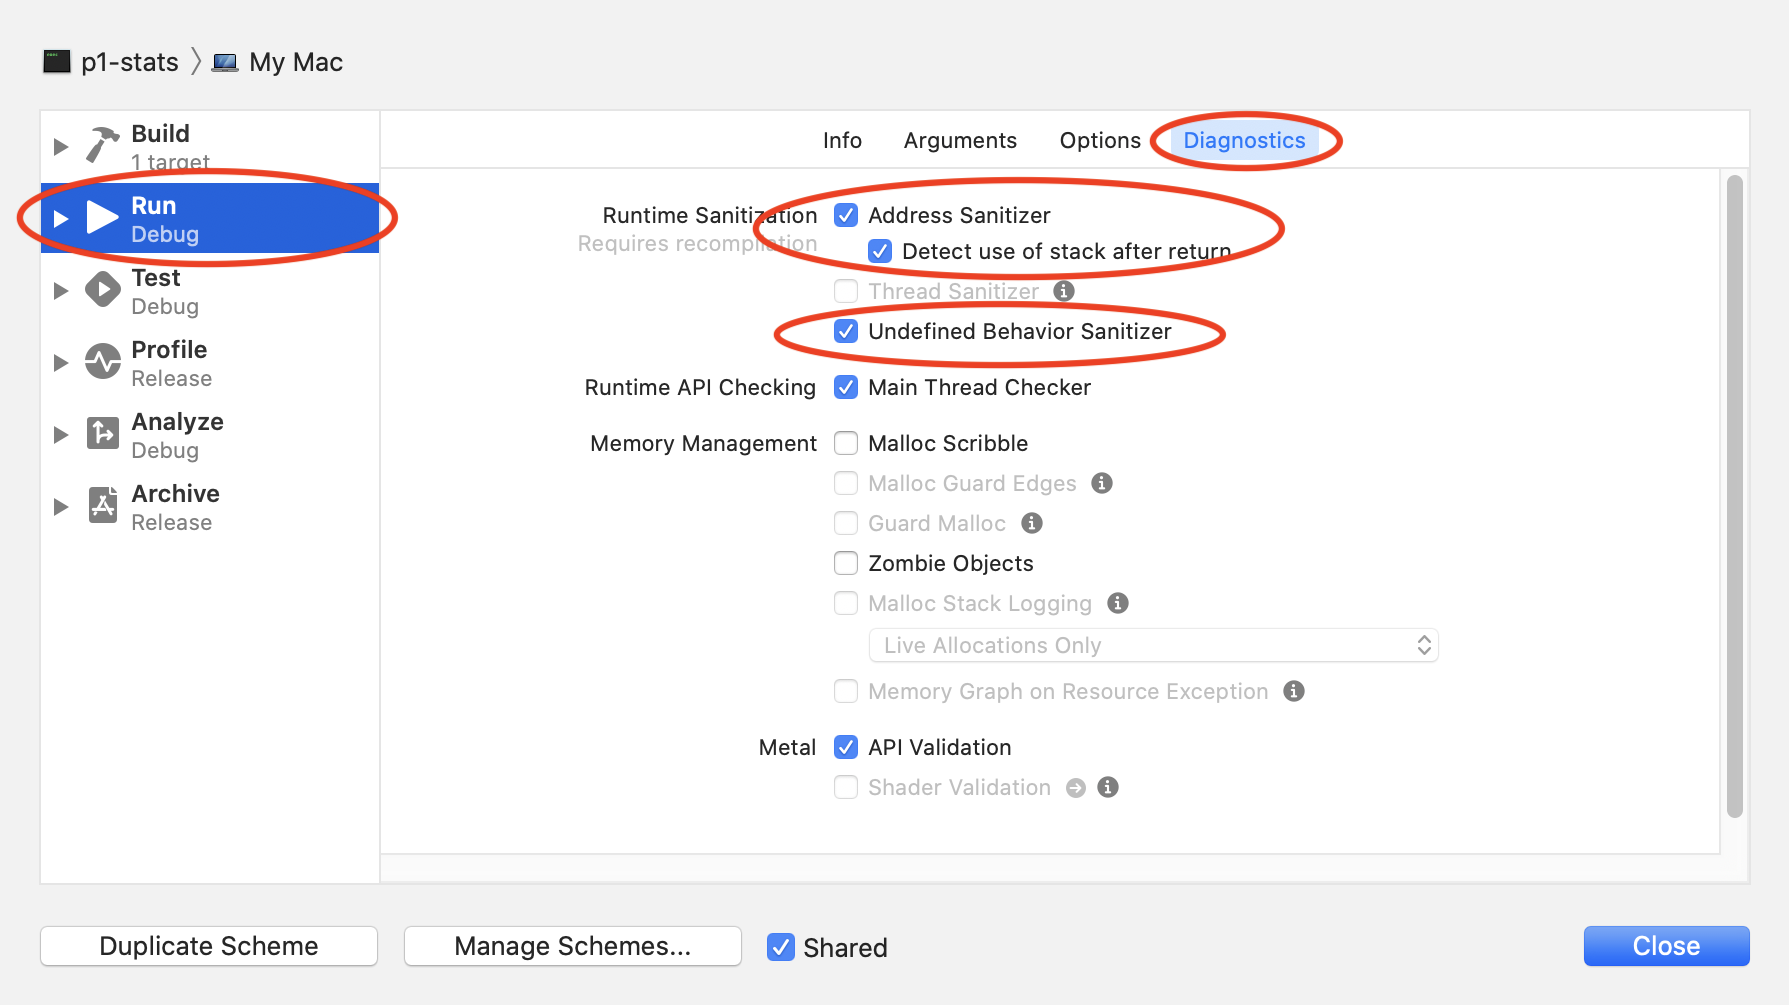 p1-stats
My Mac
Build
1 target
Run
Debug
Test
Debug
Profile
Release
Analyze
Debug
Archive
Release
Info Arguments Options Diagnostics
Runtime Sanitization Address Sanitizer
Requires recompilation
Detect use of stack after return
Thread Sanitizer
Undefined Behavior Sanitizer
Runtime API Checking Main Thread Checker
Memory Management Malloc Scribble
Malloc Guard Edges
Guard Malloc
Zombie Objects
Malloc Stack Logging
Live Allocations Only
Memory Graph on Resource Exception
Metal API Validation
Shader Validation
Duplicate Scheme Manage Schemes... Shared Close